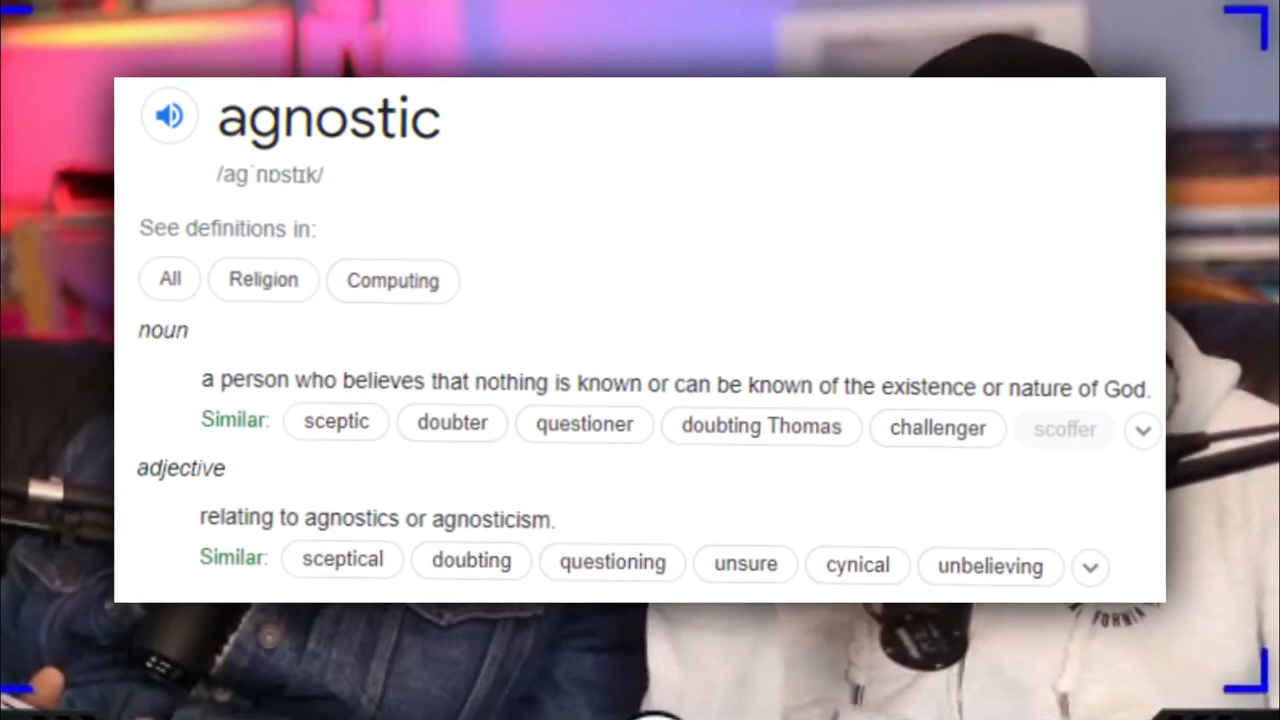 agnostic
/aɡˈnɒstɪk/
See definitions in:
All Religion Computing
noun
a person who believes that nothing is known or can be known of the existence or nature of God.
Similar: sceptic doubter questioner doubting Thomas challenger scoffer
adjective
relating to agnostics or agnosticism.
Similar: sceptical doubting questioning unsure cynical unbelieving